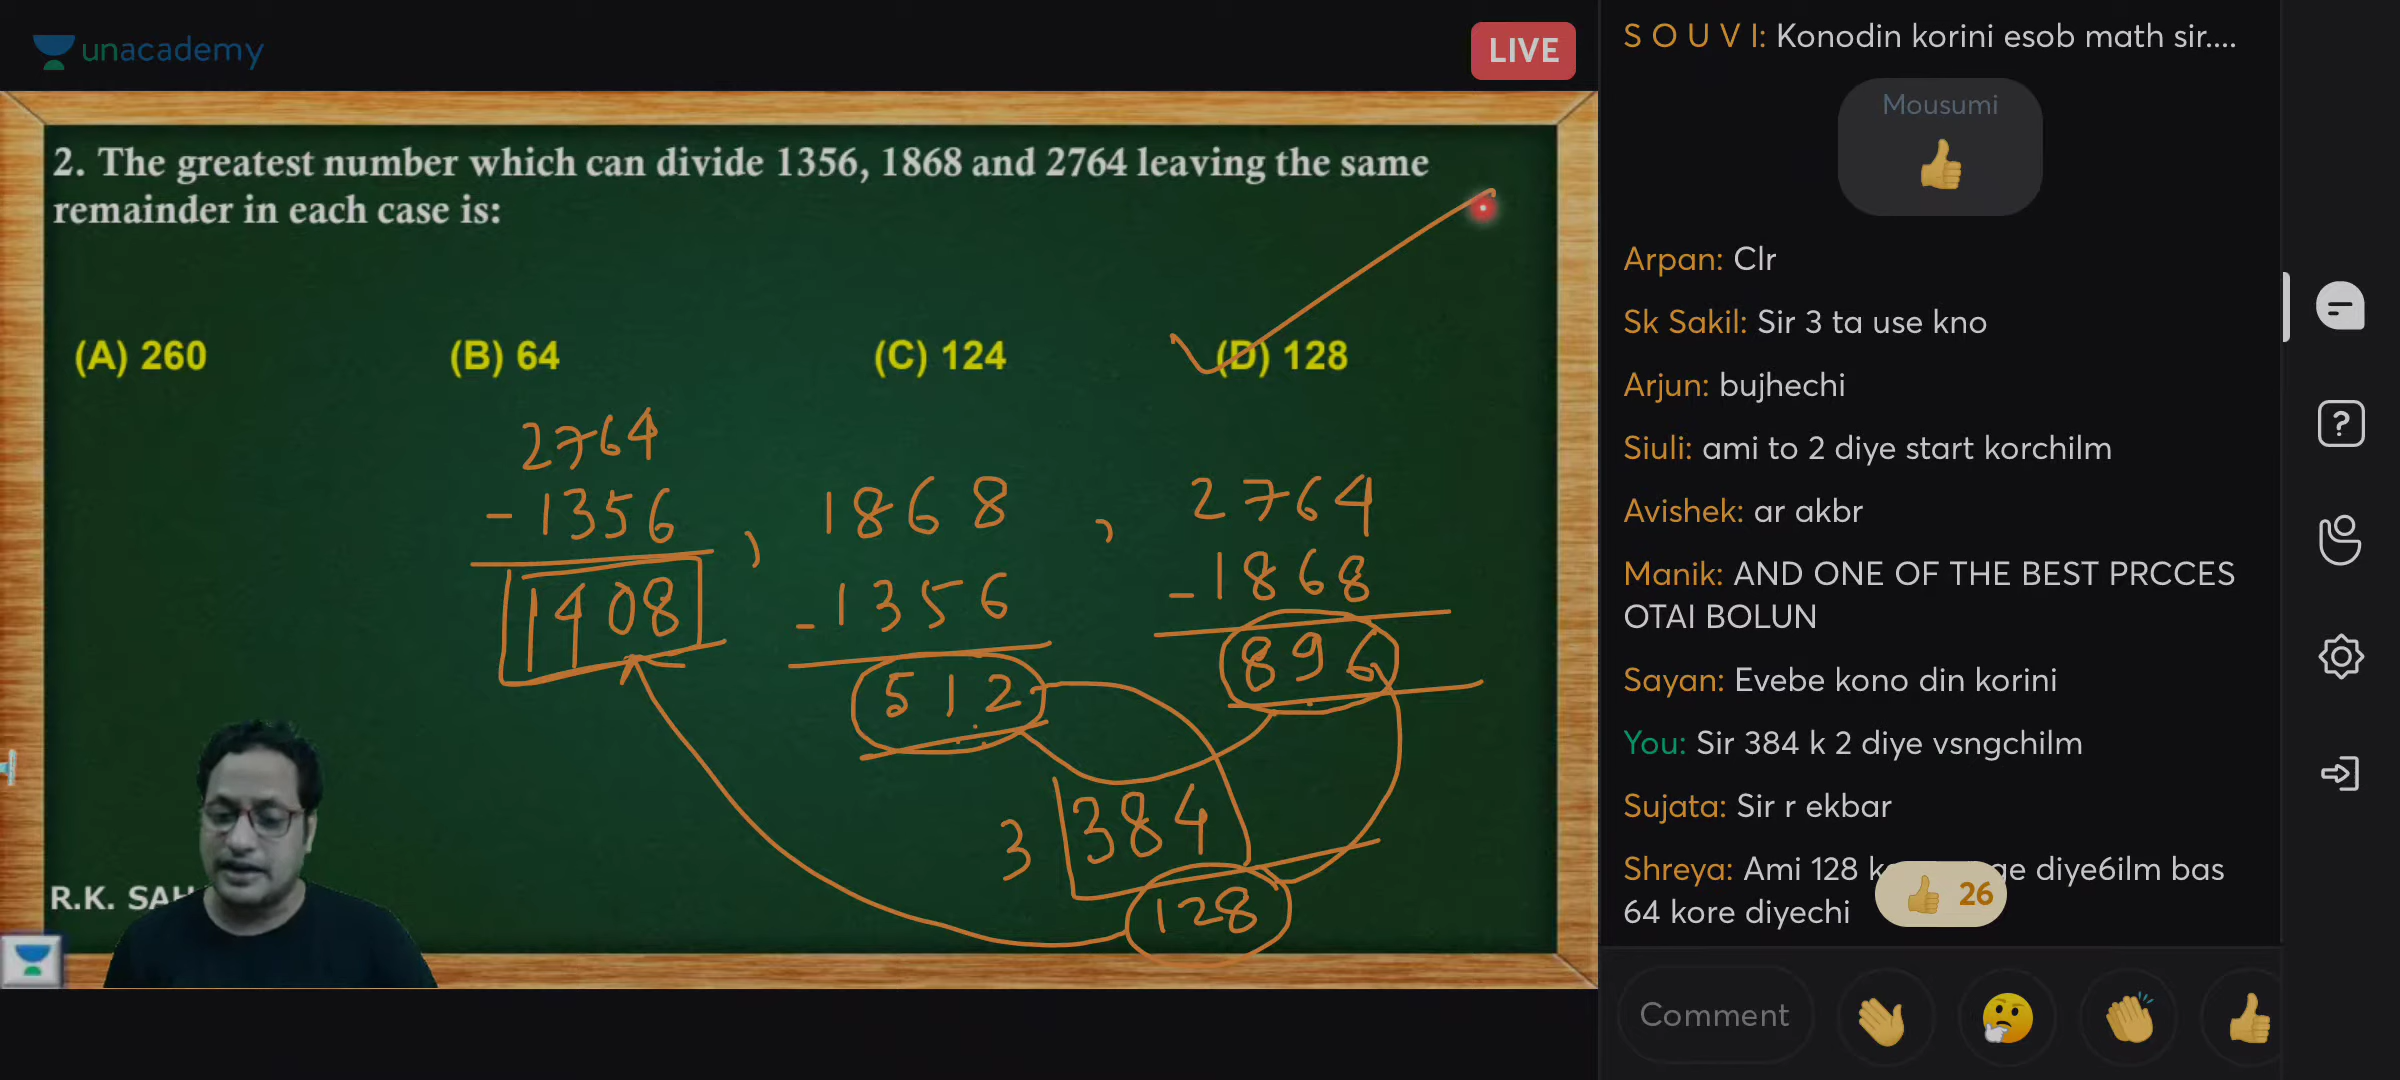 unacademy
LIVE
2. The greatest number which can divide 1356, 1868 and 2764 leaving the same
remainder in each case is:
(A) 260 (B) 64 (C) 124 (D) 128
2764
- 1356
1408
,
1868
- 1356
512
,
2764
- 1868
896
3 384
128
R.K. SAH
S O U V I: Konodin korini esob math sir....
Mousumi
Arpan: Clr
Sk Sakil: Sir 3 ta use kno
Arjun: bujhechi
Siuli: ami to 2 diye start korchilm
Avishek: ar akbr
Manik: AND ONE OF THE BEST PRCCES
OTAI BOLUN
Sayan: Evebe kono din korini
You: Sir 384 k 2 diye vsngchilm
Sujata: Sir r ekbar
Shreya: Ami 128 diye6ilm bas
64 kore diyechi
26
Comment
?